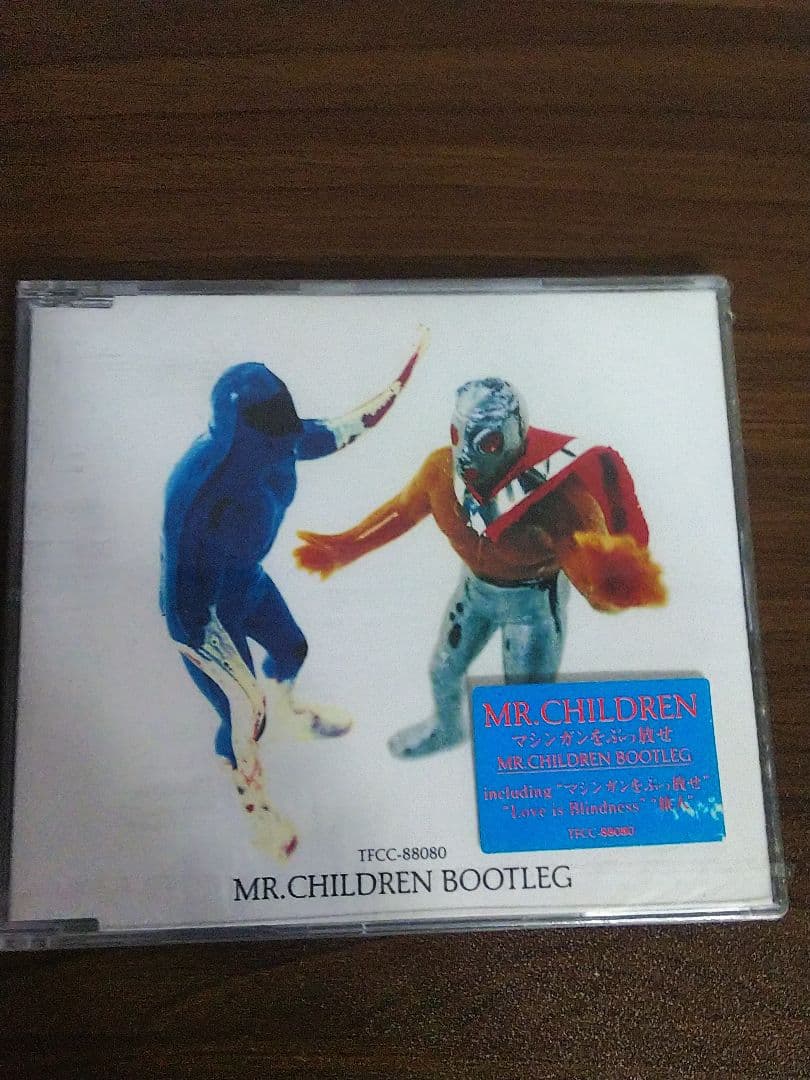 MR.CHILDREN
マシンガンをぶっ放せ
MR.CHILDREN BOOTLEG
including "マシンガンをぶっ放せ"
"Love is Blindness" "旅人"
TFCC-88080
TFCC-88080
MR.CHILDREN BOOTLEG